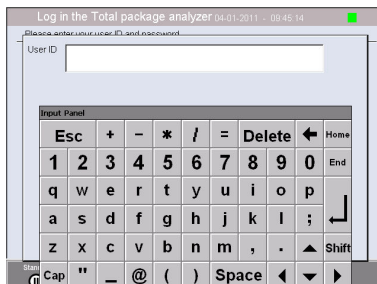 Log in the Total package analyzer 04-01-2011 - 09:45:14
Please enter your user ID and password
User ID
Input Panel
Esc + - * / = Delete Home
1 2 3 4 5 6 7 8 9 0 End
q w e r t y u i o p
a s d f g h j k l ;
z x c v b n m , . Shift
Cap " _ @ ( ) Space